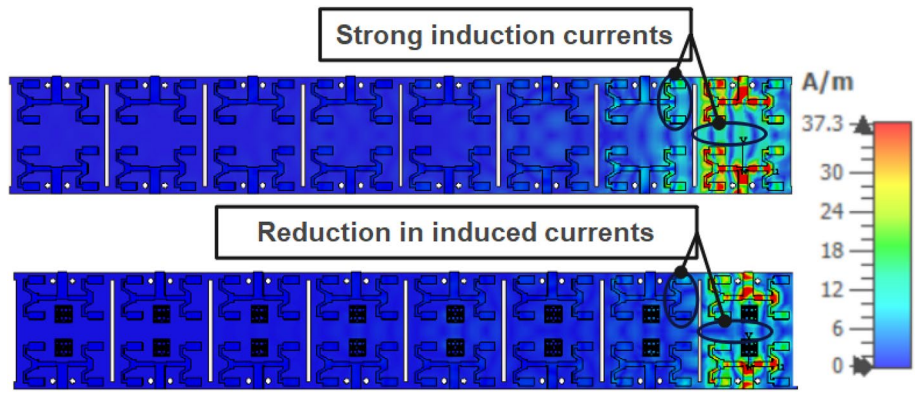 Strong induction currents
A/m
37.3
30
24
18
12
6
0
Reduction in induced currents